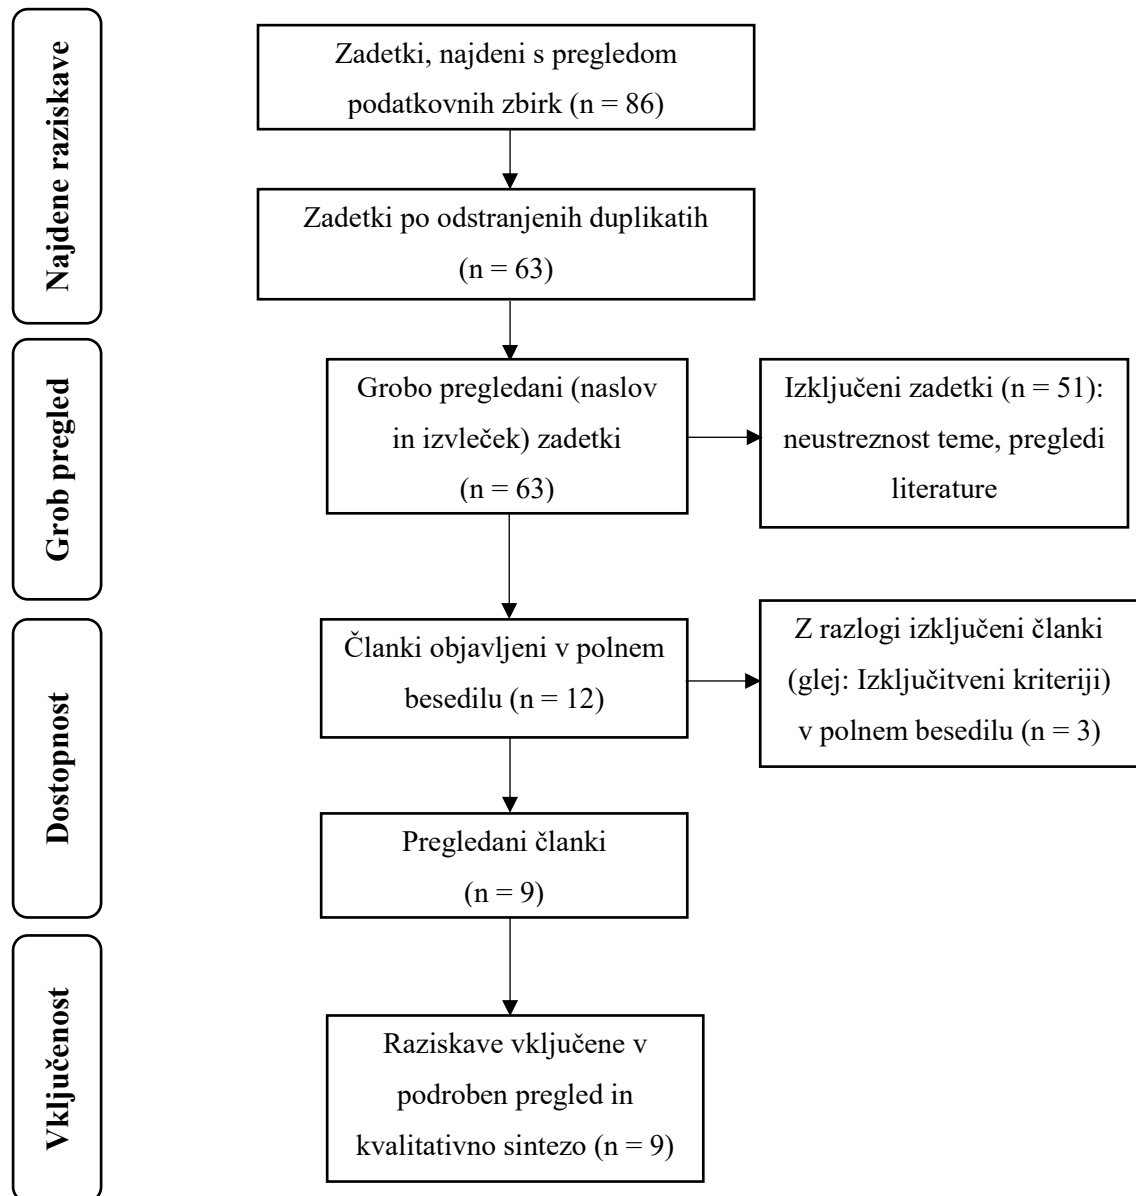 Najdene raziskave
Zadetki, najdeni s pregledom
podatkovnih zbirk (n = 86)
Zadetki po odstranjenih duplikatih
(n = 63)
Grob pregled
Grobo pregledani (naslov
in izvleček) zadetki
(n = 63)
Izključeni zadetki (n = 51):
neustreznost teme, pregledi
literature
Dostopnost
Članki objavljeni v polnem
besedilu (n = 12)
Z razlogi izključeni članki
(glej: Izključitveni kriteriji)
v polnem besedilu (n = 3)
Pregledani članki
(n = 9)
Vključenost
Raziskave vključene v
podroben pregled in
kvalitativno sintezo (n = 9)